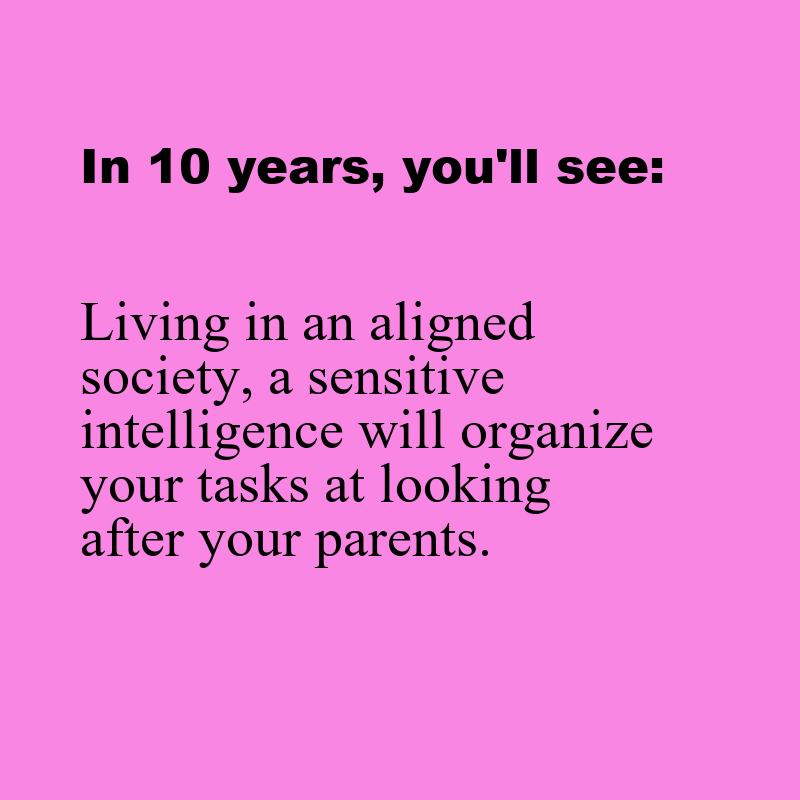 In 10 years, you'll see:
Living in an aligned
society, a sensitive
intelligence will organize
your tasks at looking
after your parents.